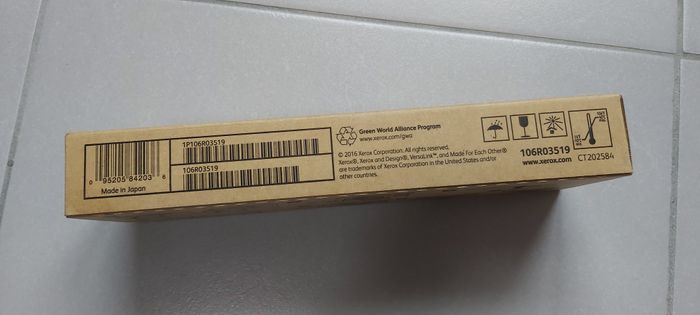 0 95205 84203 6
Made in Japan
1P106R03519
106R03519
Green World Alliance Program
www.xerox.com/gwa
© 2016 Xerox Corporation. All rights reserved.
Xerox®, Xerox and Design®, VersaLink™, and Made For Each Other®
are trademarks of Xerox Corporation in the United States and/or
other countries.
106R03519
www.xerox.com
CT202584